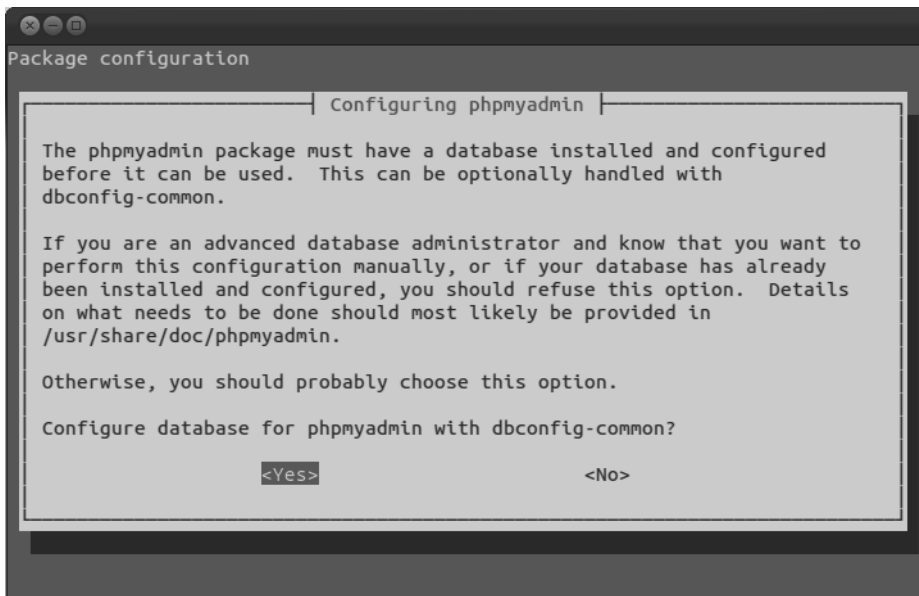 Package configuration
Configuring phpmyadmin
The phpmyadmin package must have a database installed and configured
before it can be used.  This can be optionally handled with
dbconfig-common.
If you are an advanced database administrator and know that you want to
perform this configuration manually, or if your database has already
been installed and configured, you should refuse this option.  Details
on what needs to be done should most likely be provided in
/usr/share/doc/phpmyadmin.
Otherwise, you should probably choose this option.
Configure database for phpmyadmin with dbconfig-common?
<Yes> <No>